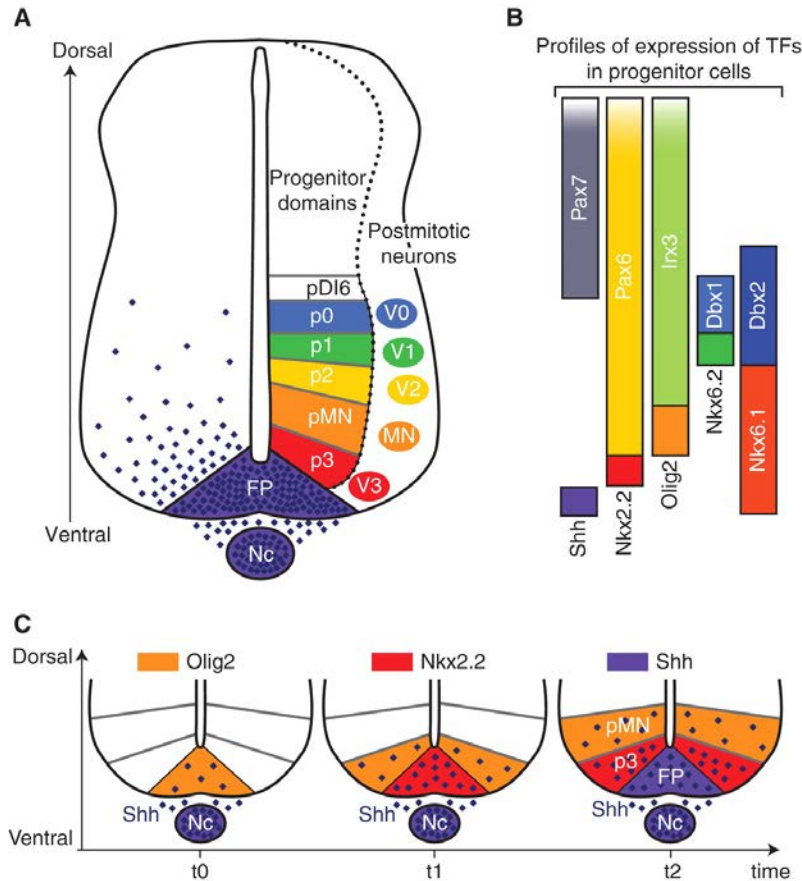 A
Dorsal
Progenitor
domains
Postmitotic
neurons
pDI6
p0
V0
p1
V1
p2
V2
pMN
MN
p3
V3
FP
Ventral
Nc
B
Profiles of expression of TFs
in progenitor cells
Pax7
Pax6
Irx3
Dbx1
Dbx2
Nkx6.2
Nkx6.1
Shh
Nkx2.2
Olig2
C
Dorsal
Olig2
Nkx2.2
Shh
pMN
p3
FP
Shh
Nc
Shh
Nc
Shh
Nc
Ventral
t0
t1
t2
time